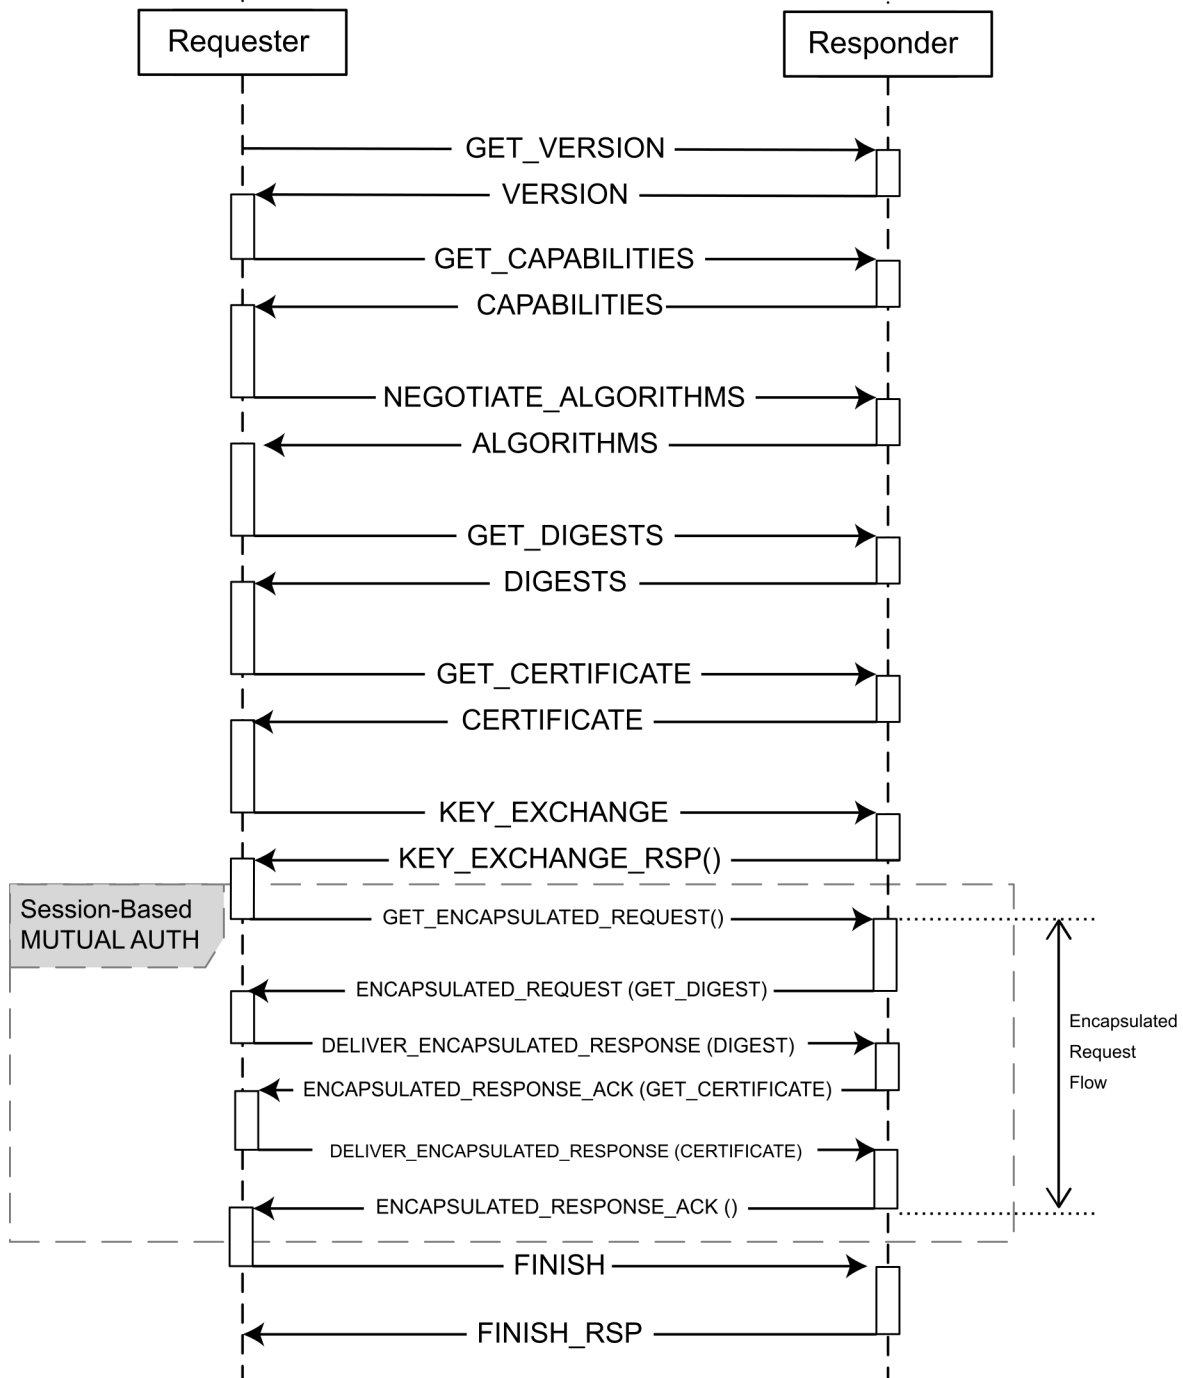 Requester
Responder
GET_VERSION
VERSION
GET_CAPABILITIES
CAPABILITIES
NEGOTIATE_ALGORITHMS
ALGORITHMS
GET_DIGESTS
DIGESTS
GET_CERTIFICATE
CERTIFICATE
KEY_EXCHANGE
KEY_EXCHANGE_RSP()
Session-Based
MUTUAL AUTH
GET_ENCAPSULATED_REQUEST()
ENCAPSULATED_REQUEST (GET_DIGEST)
DELIVER_ENCAPSULATED_RESPONSE (DIGEST)
ENCAPSULATED_RESPONSE_ACK (GET_CERTIFICATE)
DELIVER_ENCAPSULATED_RESPONSE (CERTIFICATE)
ENCAPSULATED_RESPONSE_ACK ()
Encapsulated
Request
Flow
FINISH
FINISH_RSP